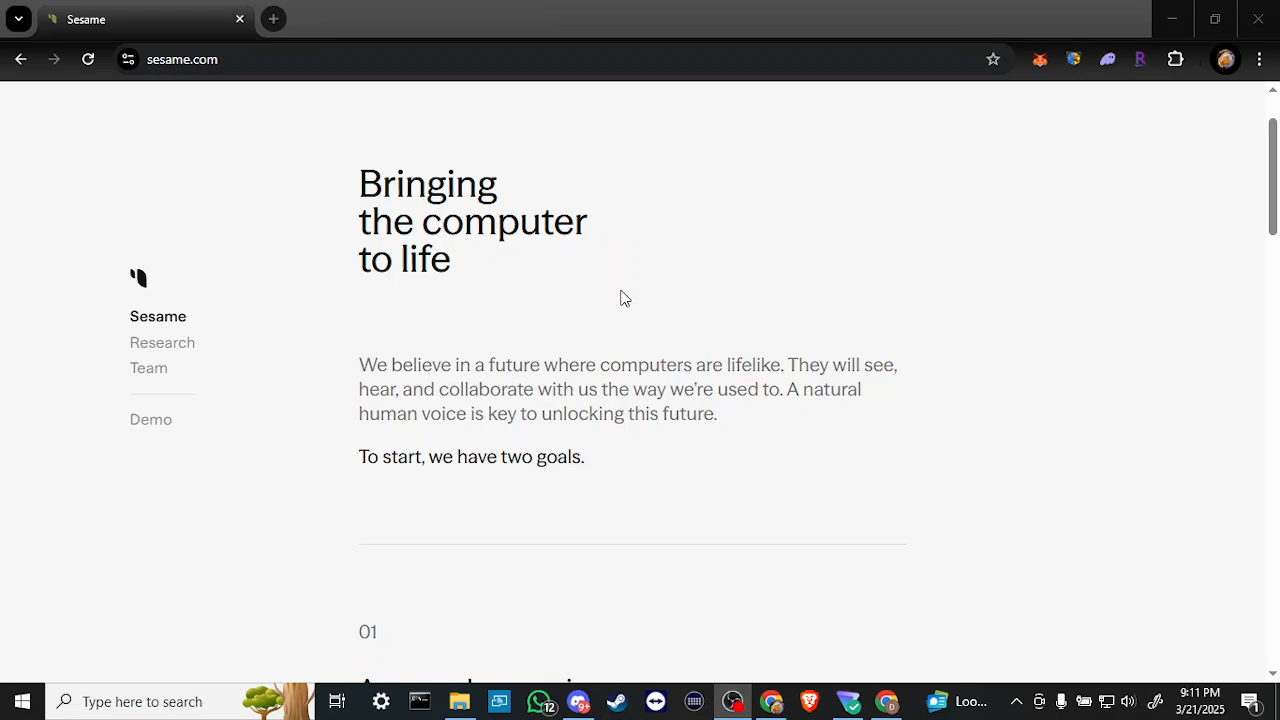 Sesame
sesame.com
Bringing
the computer
to life
Sesame
Research
Team
Demo
We believe in a future where computers are lifelike. They will see,
hear, and collaborate with us the way we're used to. A natural
human voice is key to unlocking this future.
To start, we have two goals.
01
Type here to search
12
9+
Loo...
9:11 PM
3/21/2025
1